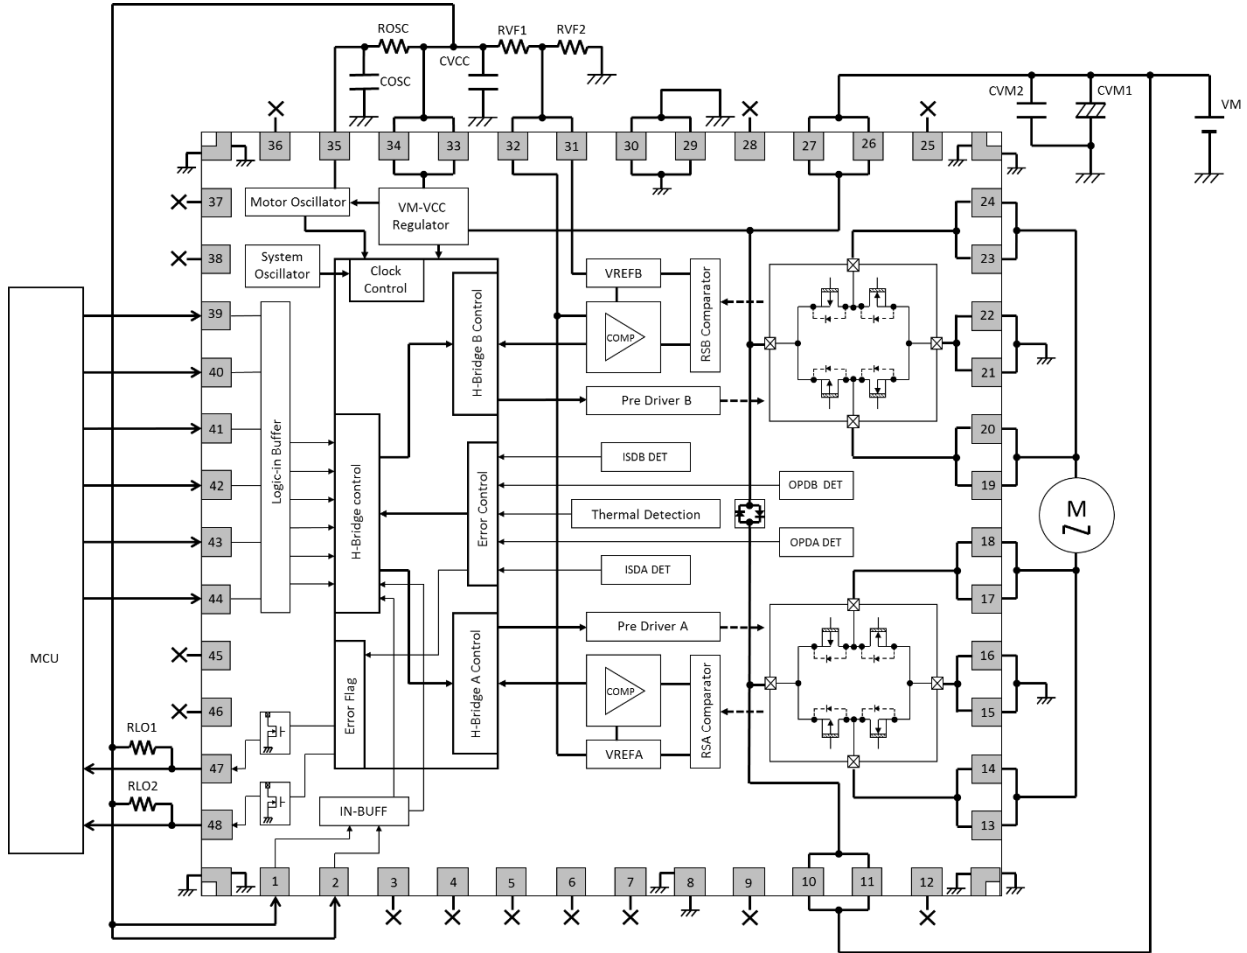 ROSC
RVF1
RVF2
CVCC
COSC
CVM2
CVM1
VM
36
35
34
33
32
31
30
29
28
27
26
25
37
38
39
40
41
42
43
44
45
46
47
48
24
23
22
21
20
19
18
17
16
15
14
13
1
2
3
4
5
6
7
8
9
10
11
12
Motor Oscillator
VM-VCC
Regulator
System
Oscillator
Clock
Control
VREFB
COMP
RSB Comparator
H-Bridge B Control
Pre Driver B
Logic-in Buffer
H-Bridge control
Error Control
ISDB DET
OPDB DET
Thermal Detection
OPDA DET
ISDA DET
M
MCU
Pre Driver A
H-Bridge A Control
COMP
RSA Comparator
VREFA
Error Flag
RLO1
RLO2
IN-BUFF